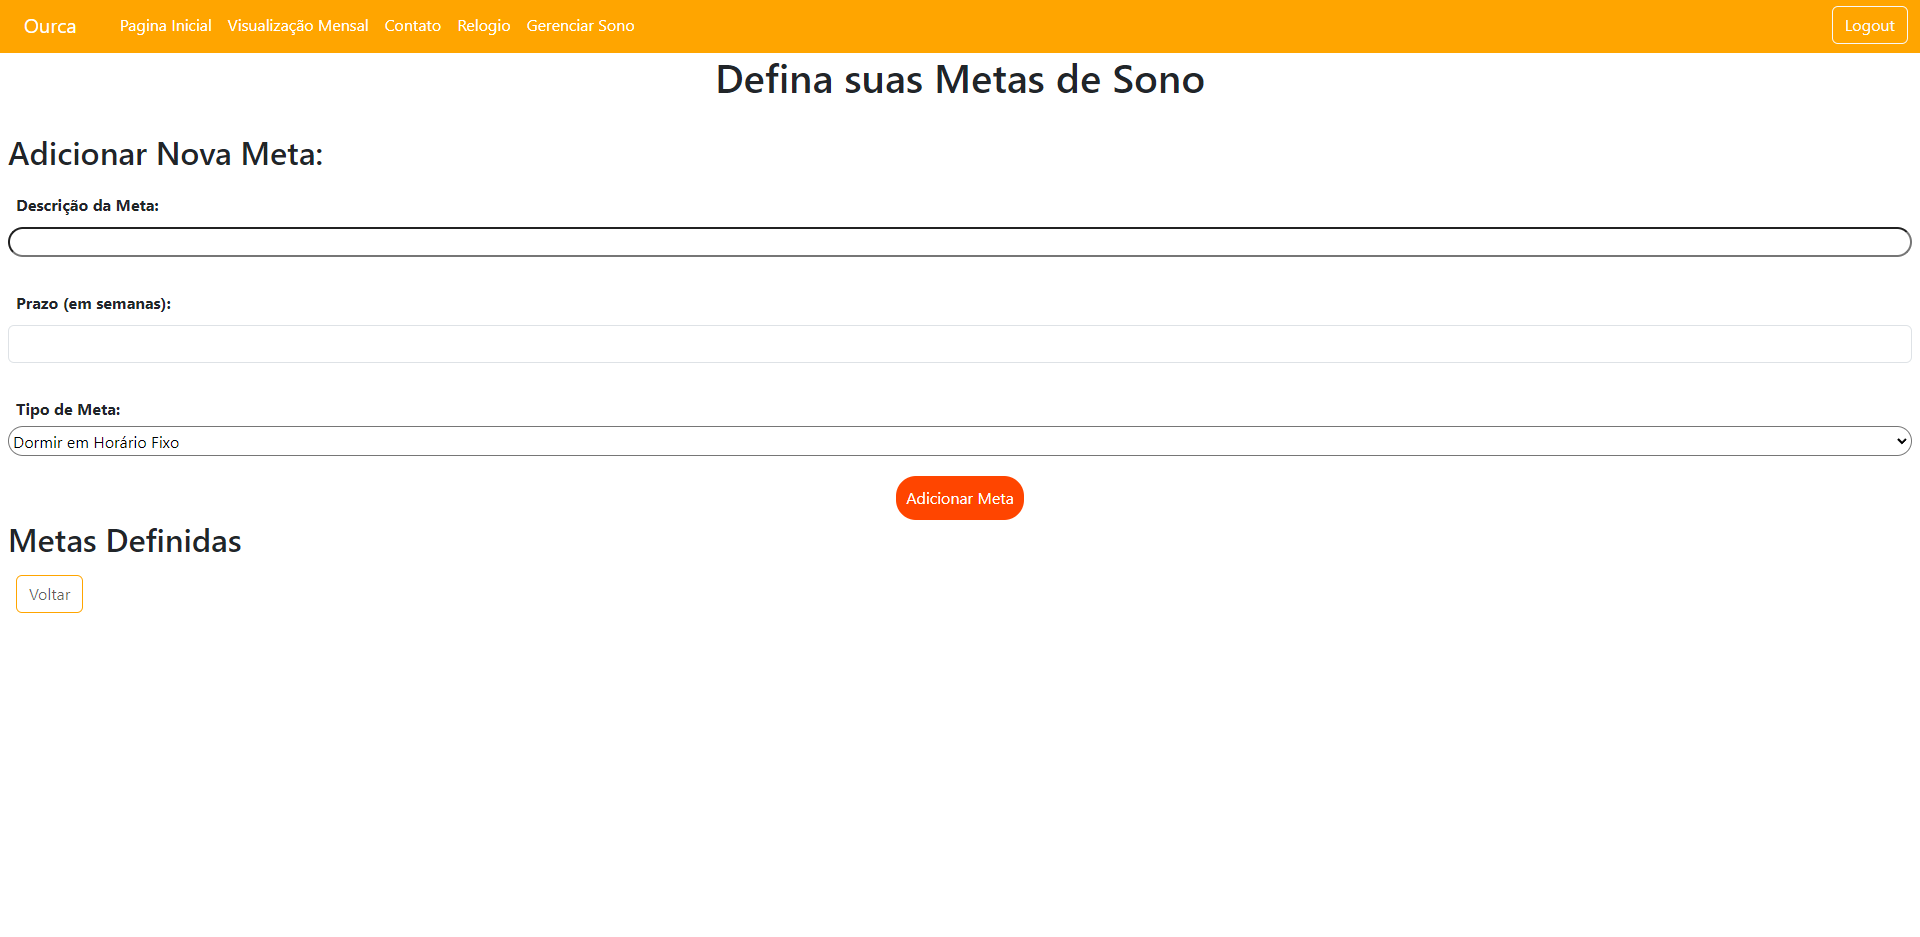 Ourca Pagina Inicial Visualização Mensal Contato Relogio Gerenciar Sono Logout
Defina suas Metas de Sono
Adicionar Nova Meta:
Descrição da Meta:
Prazo (em semanas):
Tipo de Meta:
Dormir em Horário Fixo
Adicionar Meta
Metas Definidas
Voltar